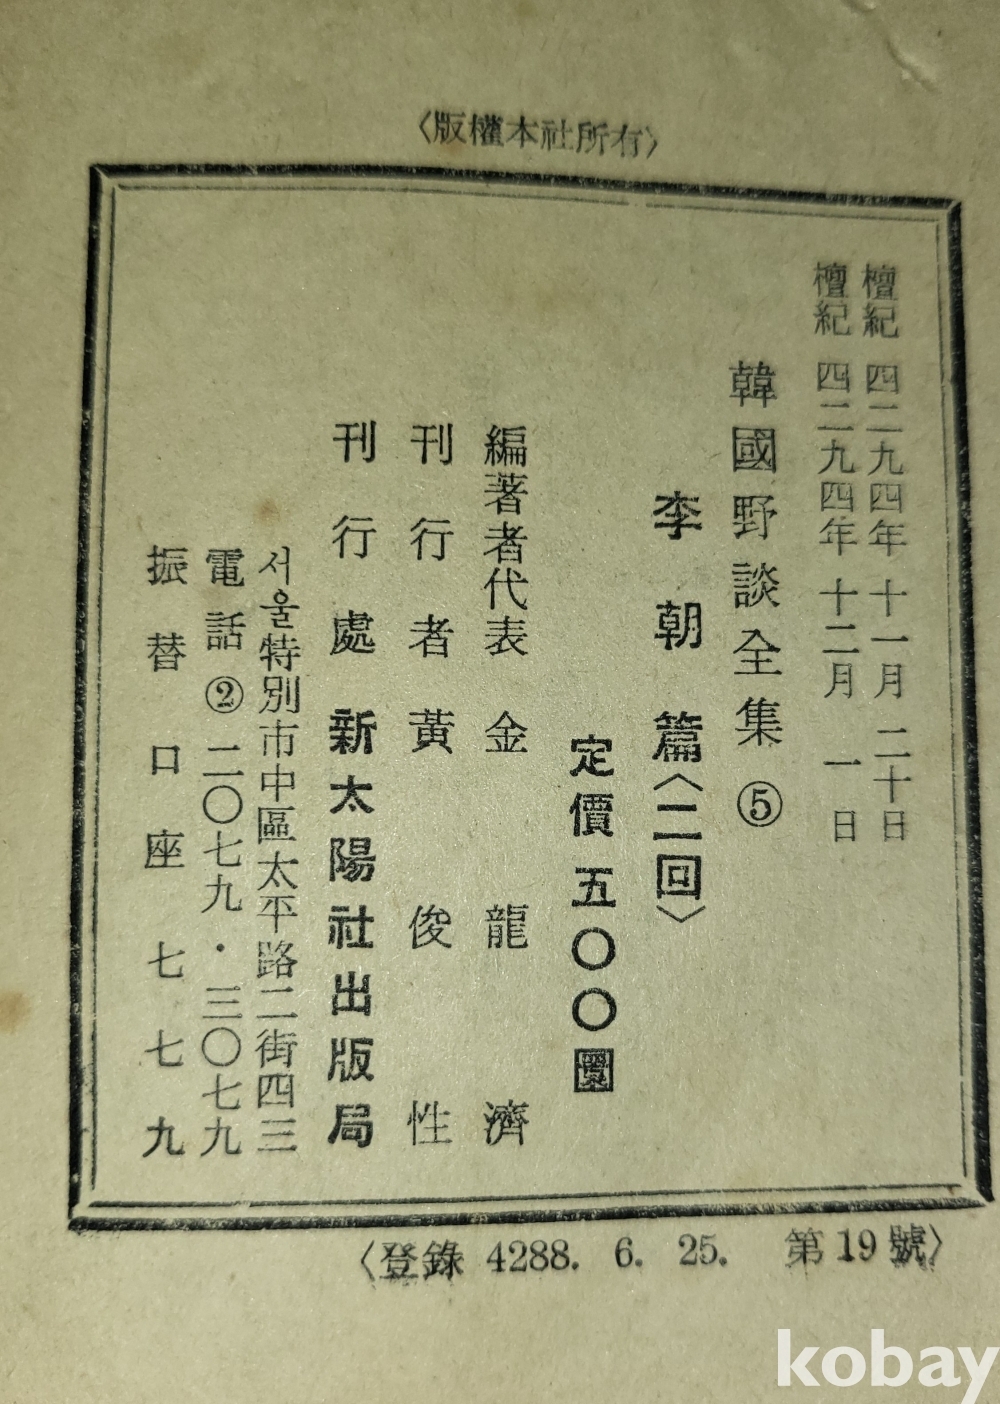 〈版權本社所有〉
檀紀 四二九四年 十一月 二十日
檀紀 四二九四年 十二月 一日
韓國野談全集 ⑤
李朝篇〈二回〉
定價 五〇〇圜
編著者代表 金龍濟
刊行者 黃俊性
刊行處 新太陽社出版局
서울特別市中區太平路二街四三
電話 ② 二〇七九・三〇七九
振替口座 七七九
〈登錄 4288. 6. 25. 第19號〉
kobay